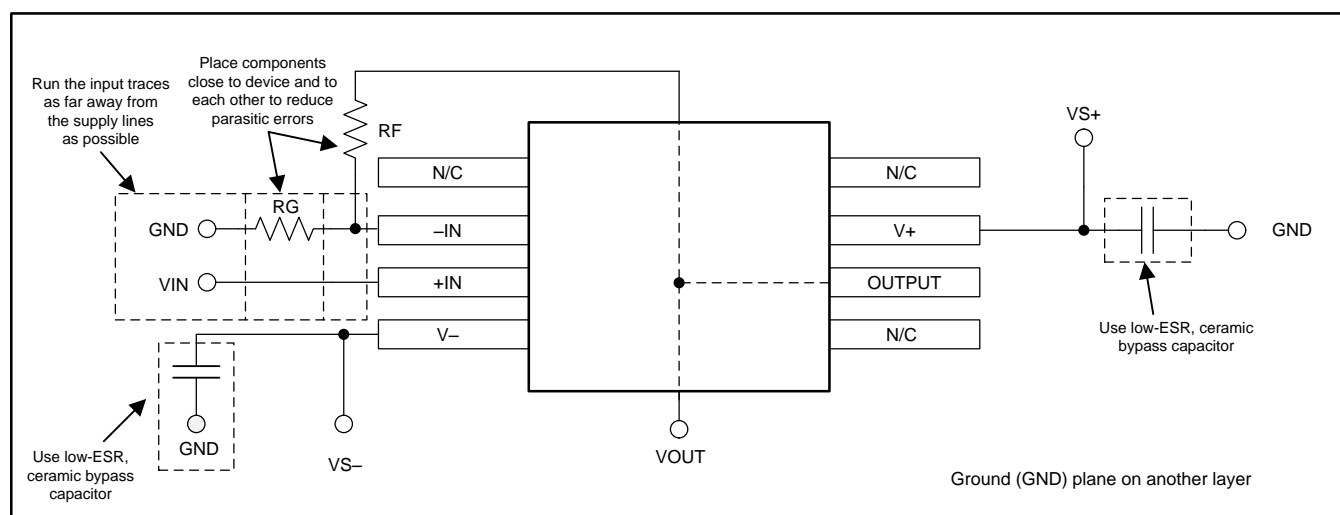 Run the input traces
as far away from
the supply lines
as possible
Place components
close to device and to
each other to reduce
parasitic errors
RF
VS+
N/C
N/C
RG
GND
–IN
V+
GND
VIN
+IN
OUTPUT
V–
N/C
Use low-ESR, ceramic
bypass capacitor
GND
VS–
VOUT
Use low-ESR,
ceramic bypass
capacitor
Ground (GND) plane on another layer